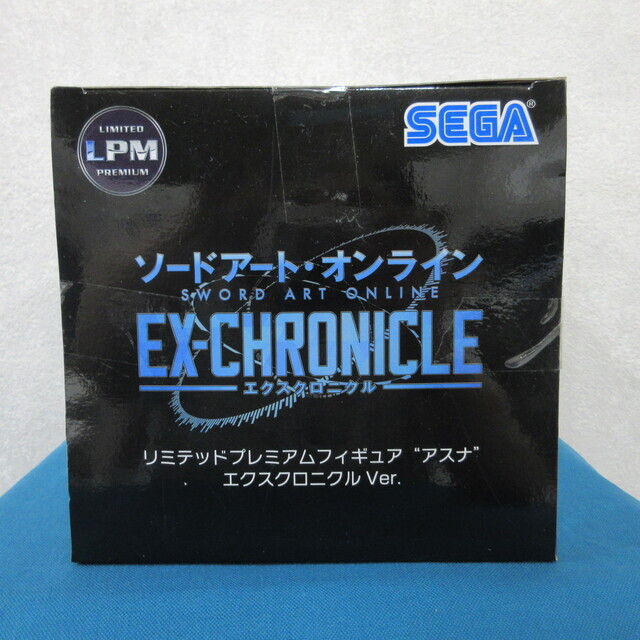 LIMITED
LPM
PREMIUM
SEGA®
ソードアート・オンライン
SWORD ART ONLINE
EX-CHRONICLE
エクスクロニクル
リミテッドプレミアムフィギュア “アスナ”
エクスクロニクル Ver.